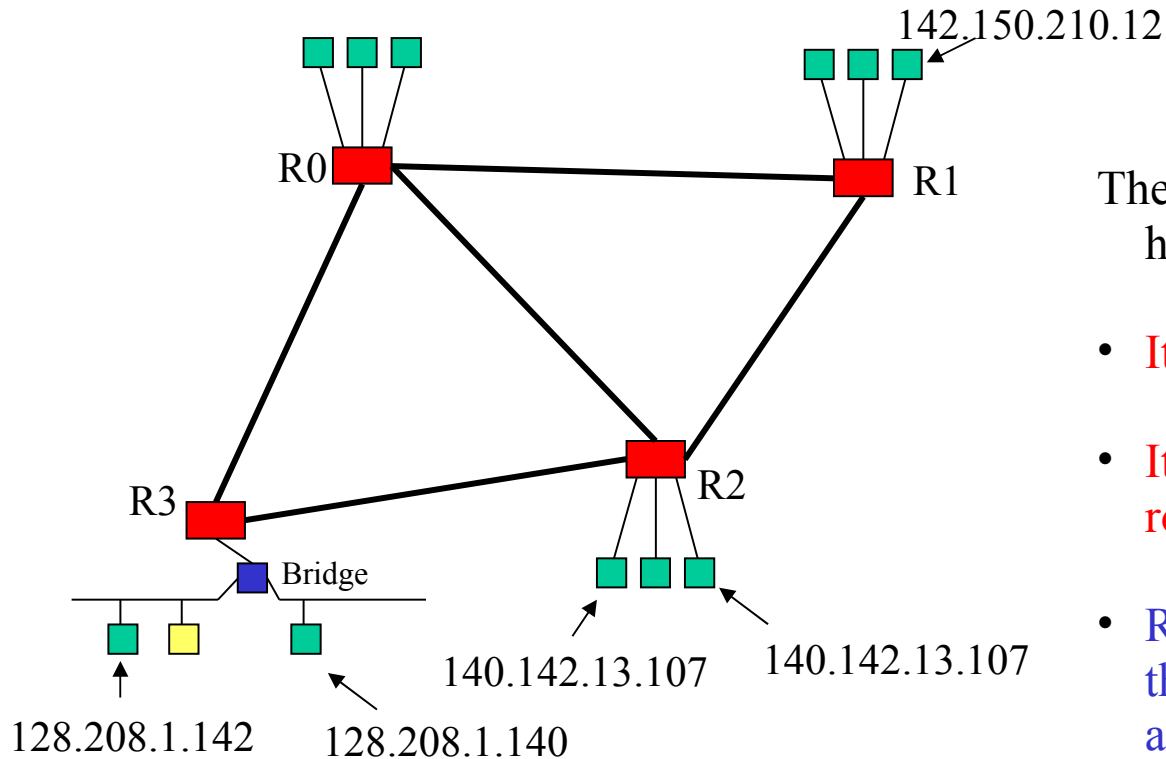 142.150.210.12
R0
R1
The
h
• It
• It
re
R3
R2
• R
th
a
Bridge
140.142.13.107
140.142.13.107
128.208.1.142
128.208.1.140